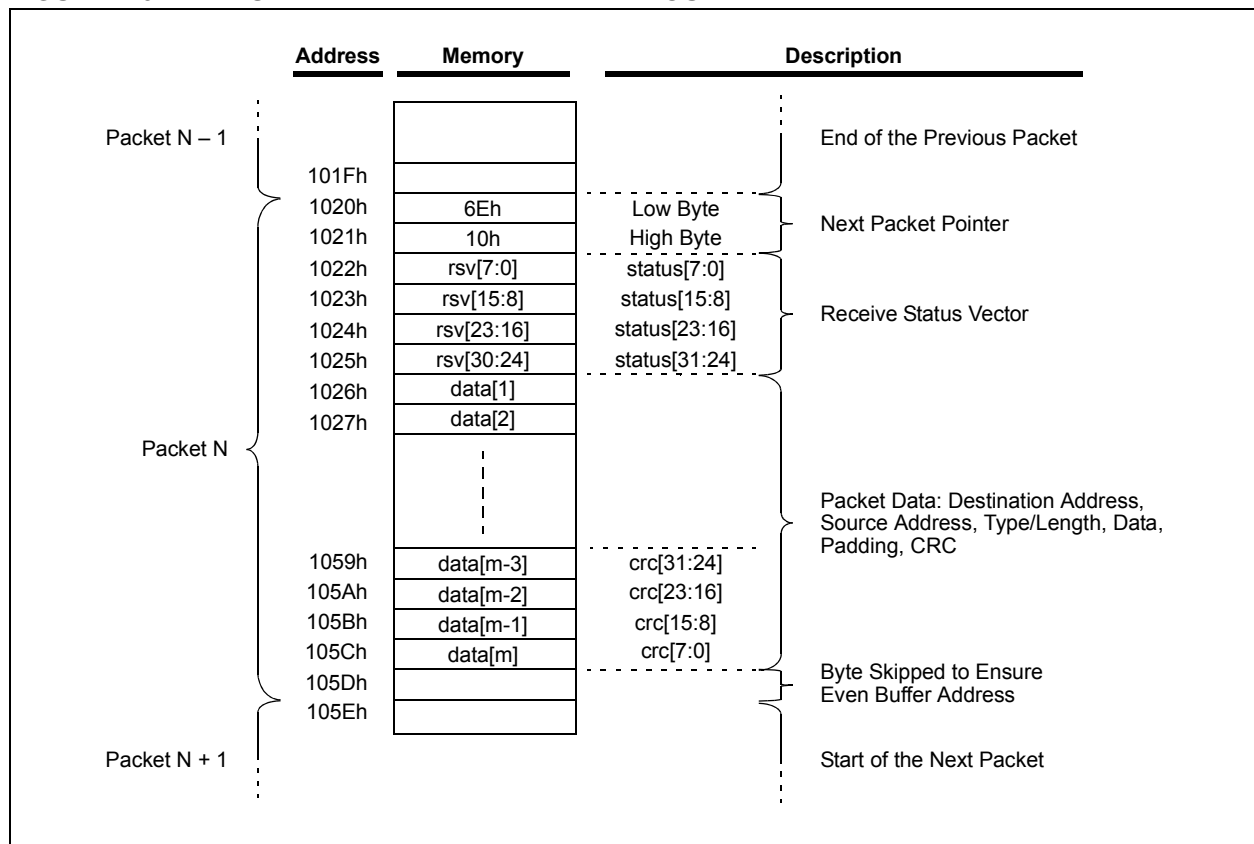 Address Memory Description
Packet N – 1
End of the Previous Packet
101Fh
1020h 6Eh Low Byte
1021h 10h High Byte
Next Packet Pointer
1022h rsv[7:0] status[7:0]
1023h rsv[15:8] status[15:8]
1024h rsv[23:16] status[23:16]
1025h rsv[30:24] status[31:24]
Receive Status Vector
1026h data[1]
1027h data[2]
Packet N
Packet Data: Destination Address,
Source Address, Type/Length, Data,
Padding, CRC
1059h data[m-3] crc[31:24]
105Ah data[m-2] crc[23:16]
105Bh data[m-1] crc[15:8]
105Ch data[m] crc[7:0]
105Dh
Byte Skipped to Ensure
Even Buffer Address
105Eh
Packet N + 1
Start of the Next Packet